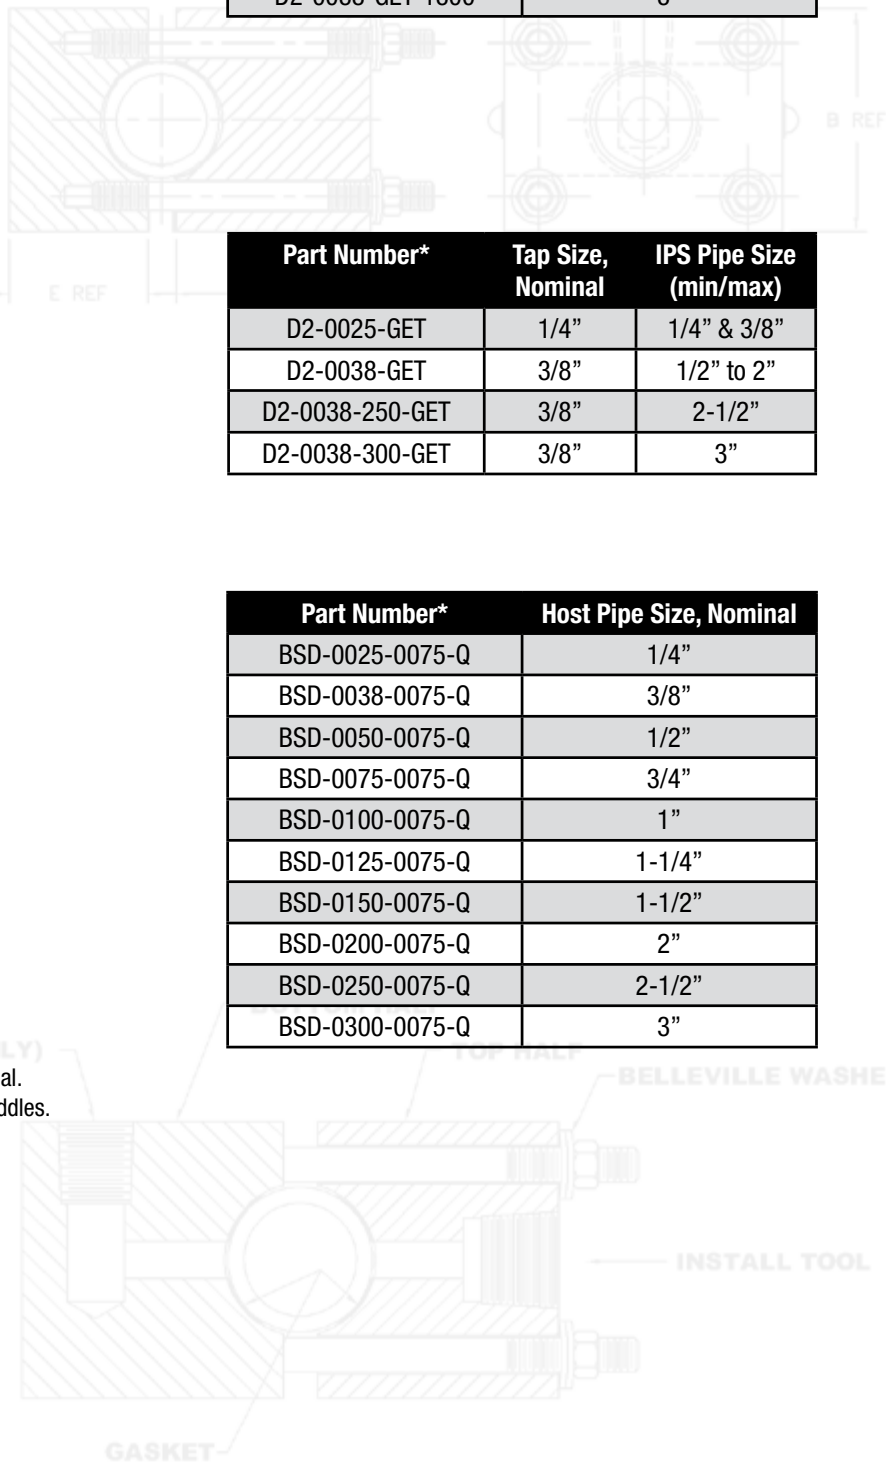 B REF
E REF
Part Number* Tap Size, Nominal IPS Pipe Size (min/max)
D2-0025-GET 1/4” 1/4” & 3/8”
D2-0038-GET 3/8” 1/2” to 2”
D2-0038-250-GET 3/8” 2-1/2”
D2-0038-300-GET 3/8” 3”
Part Number* Host Pipe Size, Nominal
BSD-0025-0075-Q 1/4”
BSD-0038-0075-Q 3/8”
BSD-0050-0075-Q 1/2”
BSD-0075-0075-Q 3/4”
BSD-0100-0075-Q 1”
BSD-0125-0075-Q 1-1/4”
BSD-0150-0075-Q 1-1/2”
BSD-0200-0075-Q 2”
BSD-0250-0075-Q 2-1/2”
BSD-0300-0075-Q 3”
BOTTOM HALF
LY)
TOP HALF
al.
BELLEVILLE WASHE
ddles.
INSTALL TOOL
GASKET